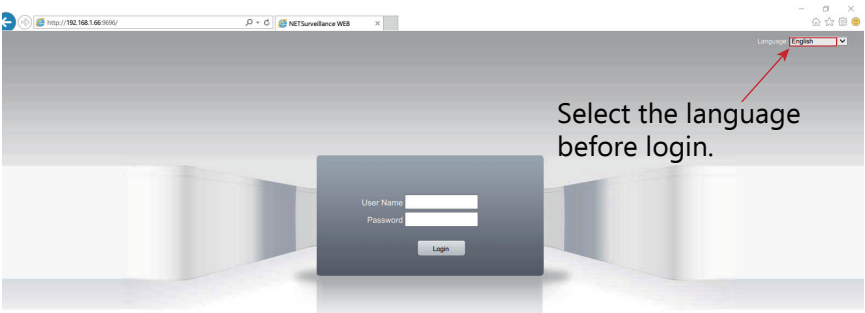 http://192.168.1.66:9696/
NETSurveillance WEB
Language English
Select the language
before login.
User Name
Password
Login